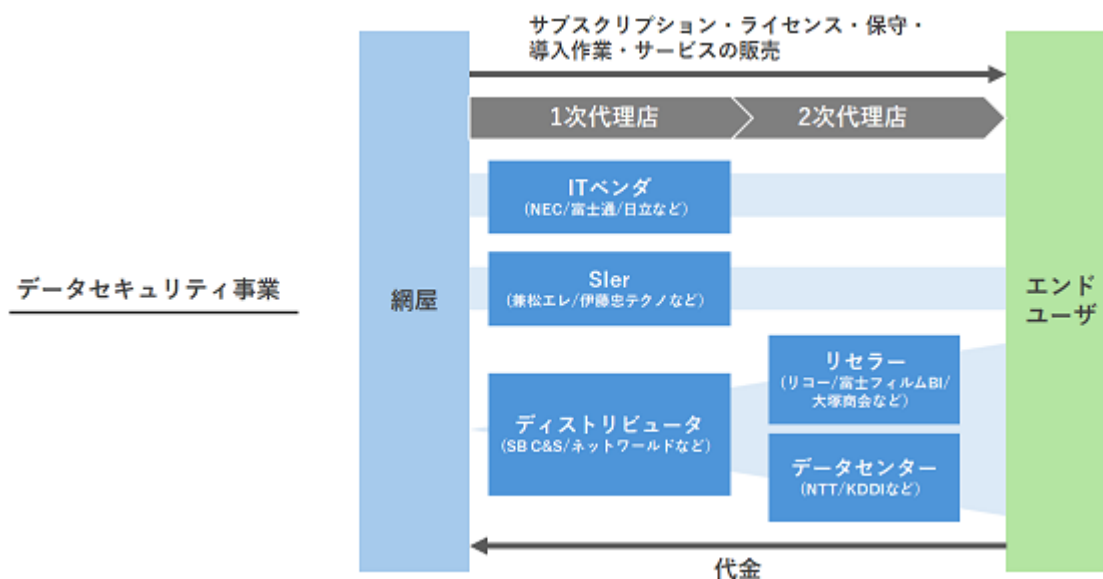 サブスクリプション・ライセンス・保守・
導入作業・サービスの販売
1次代理店
2次代理店
ITベンダ
（NEC/富士通/日立など）
SIer
（兼松エレ/伊藤忠テクノなど）
データセキュリティ事業
網屋
エンド
ユーザ
リセラー
（リコー/富士フィルムBI/
大塚商会など）
ディストリビュータ
（SB C&S/ネットワールドなど）
データセンター
（NTT/KDDIなど）
代金